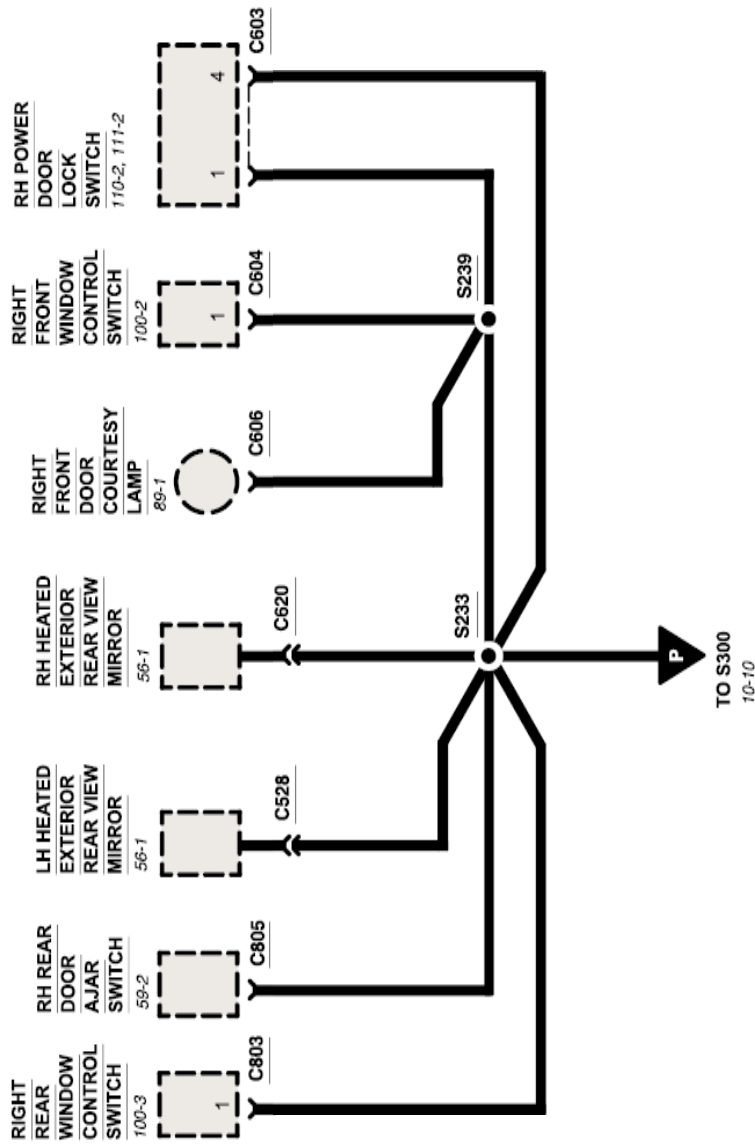 RIGHT
REAR
WINDOW
CONTROL
SWITCH
100-3
1
C803
RH REAR
DOOR
AJAR
SWITCH
59-2
C805
LH HEATED
EXTERIOR
REAR VIEW
MIRROR
56-1
C528
RH HEATED
EXTERIOR
REAR VIEW
MIRROR
56-1
C620
RIGHT
FRONT
DOOR
COURTESY
LAMP
89-1
C606
RIGHT
FRONT
WINDOW
CONTROL
SWITCH
100-2
1
C604
RH POWER
DOOR
LOCK
SWITCH
110-2, 111-2
1
4
C603
S233
S239
P
TO S300
10-10